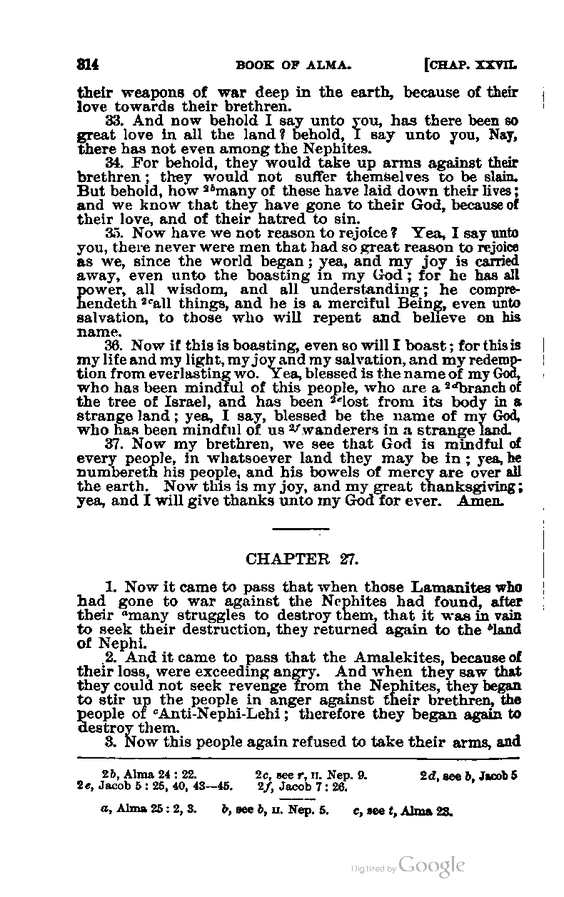 314 BOOK OF ALMA. [CHAP. XXVII.
their weapons of war deep in the earth, because of their
love towards their brethren.
33. And now behold I say unto you, has there been so
great love in all the land? behold, I say unto you, Nay,
there has not even among the Nephites.
34. For behold, they would take up arms against their
brethren; they would not suffer themselves to be slain.
But behold, how 2bmany of these have laid down their lives;
and we know that they have gone to their God, because of
their love, and of their hatred to sin.
35. Now have we not reason to rejoice? Yea, I say unto
you, there never were men that had so great reason to rejoice
as we, since the world began; yea, and my joy is carried
away, even unto the boasting in my God; for he has all
power, all wisdom, and all understanding; he compre-
hendeth 2call things, and he is a merciful Being, even unto
salvation, to those who will repent and believe on his
name.
36. Now if this is boasting, even so will I boast; for this is
my life and my light, my joy and my salvation, and my redemp-
tion from everlasting wo. Yea, blessed is the name of my God,
who has been mindful of this people, who are a 2dbranch of
the tree of Israel, and has been 2elost from its body in a
strange land; yea, I say, blessed be the name of my God,
who has been mindful of us 2fwanderers in a strange land.
37. Now my brethren, we see that God is mindful of
every people, in whatsoever land they may be in; yea, he
numbereth his people, and his bowels of mercy are over all
the earth. Now this is my joy, and my great thanksgiving;
yea, and I will give thanks unto my God for ever. Amen.
CHAPTER 27.
1. Now it came to pass that when those Lamanites who
had gone to war against the Nephites had found, after
their amany struggles to destroy them, that it was in vain
to seek their destruction, they returned again to the bland
of Nephi.
2. And it came to pass that the Amalekites, because of
their loss, were exceeding angry. And when they saw that
they could not seek revenge from the Nephites, they began
to stir up the people in anger against their brethren, the
people of cAnti-Nephi-Lehi; therefore they began again to
destroy them.
3. Now this people again refused to take their arms, and
2b, Alma 24:22. 2c, see r, II. Nep. 9. 2d, see b, Jacob 5
2e, Jacob 5:25, 40, 43—45. 2f, Jacob 7:26.
a, Alma 25:2, 3. b, see b, II. Nep. 5. c, see t, Alma 23.
Digitized by Google